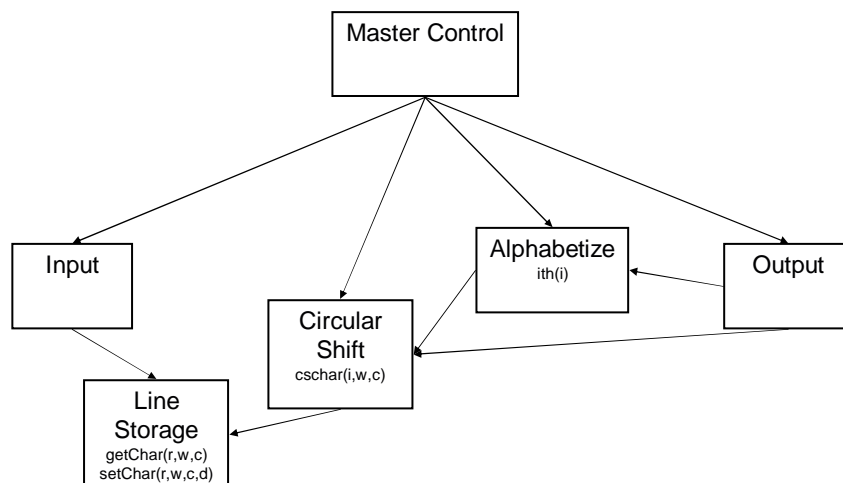 Master Control
Input
Alphabetize
ith(i)
Output
Circular
Shift
cschar(i,w,c)
Line
Storage
getChar(r,w,c)
setChar(r,w,c,d)